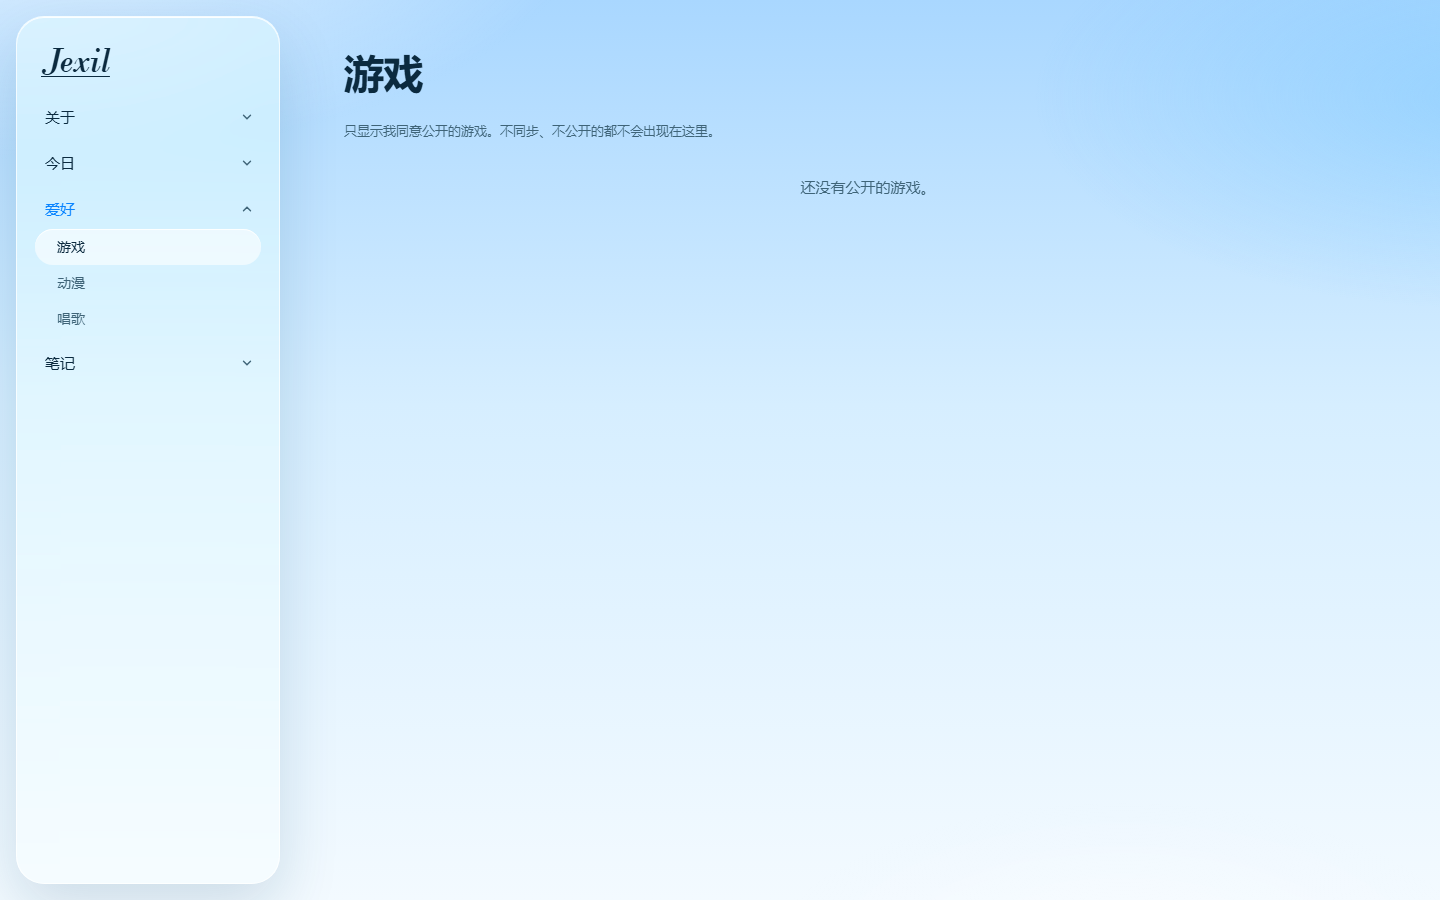 Jexil
关于
今日
爱好
游戏
动漫
唱歌
笔记
游戏
只显示我同意公开的游戏。不同步、不公开的都不会出现在这里。
还没有公开的游戏。